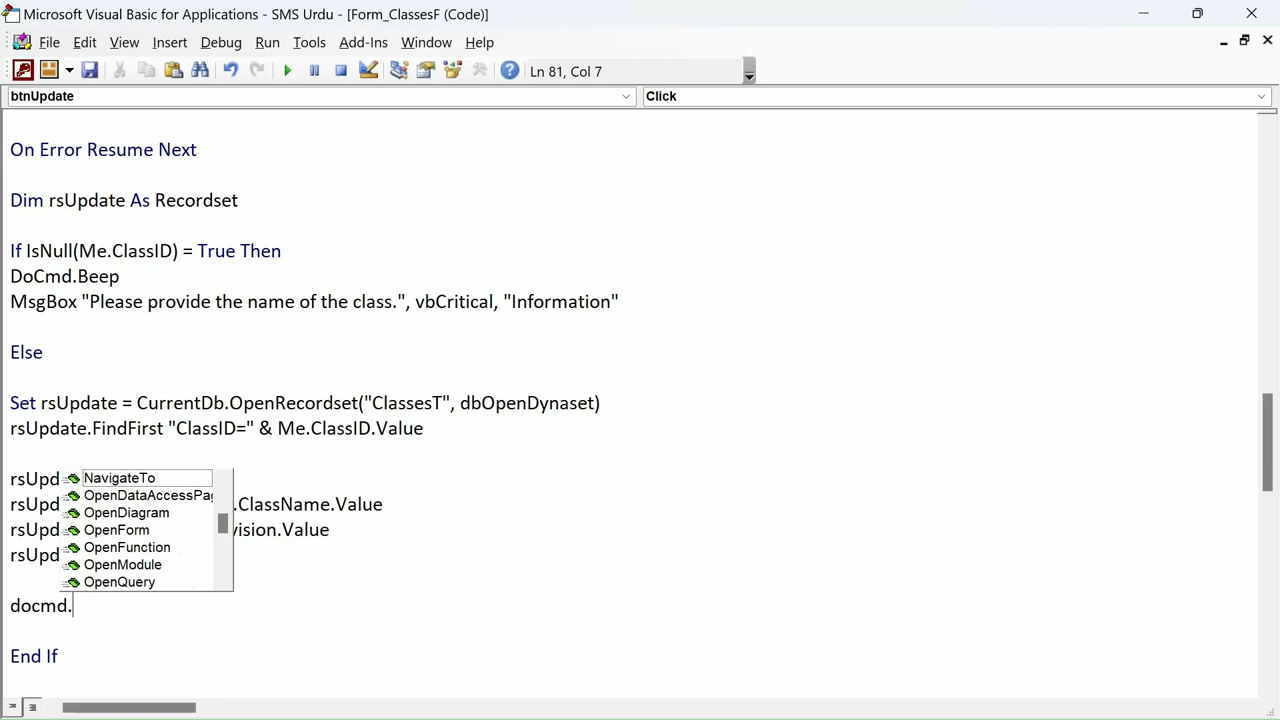 Microsoft Visual Basic for Applications - SMS Urdu - [Form_ClassesF (Code)]
File Edit View Insert Debug Run Tools Add-Ins Window Help
Ln 81, Col 7
btnUpdate Click
On Error Resume Next
Dim rsUpdate As Recordset
If IsNull(Me.ClassID) = True Then
DoCmd.Beep
MsgBox "Please provide the name of the class.", vbCritical, "Information"
Else
Set rsUpdate = CurrentDb.OpenRecordset("ClassesT", dbOpenDynaset)
rsUpdate.FindFirst "ClassID=" & Me.ClassID.Value
rsUpd
NavigateTo
OpenDataAccessPag
rsUpd .ClassName.Value
OpenDiagram
rsUpd vision.Value
OpenForm
OpenFunction
rsUpd
OpenModule
OpenQuery
docmd.
End If